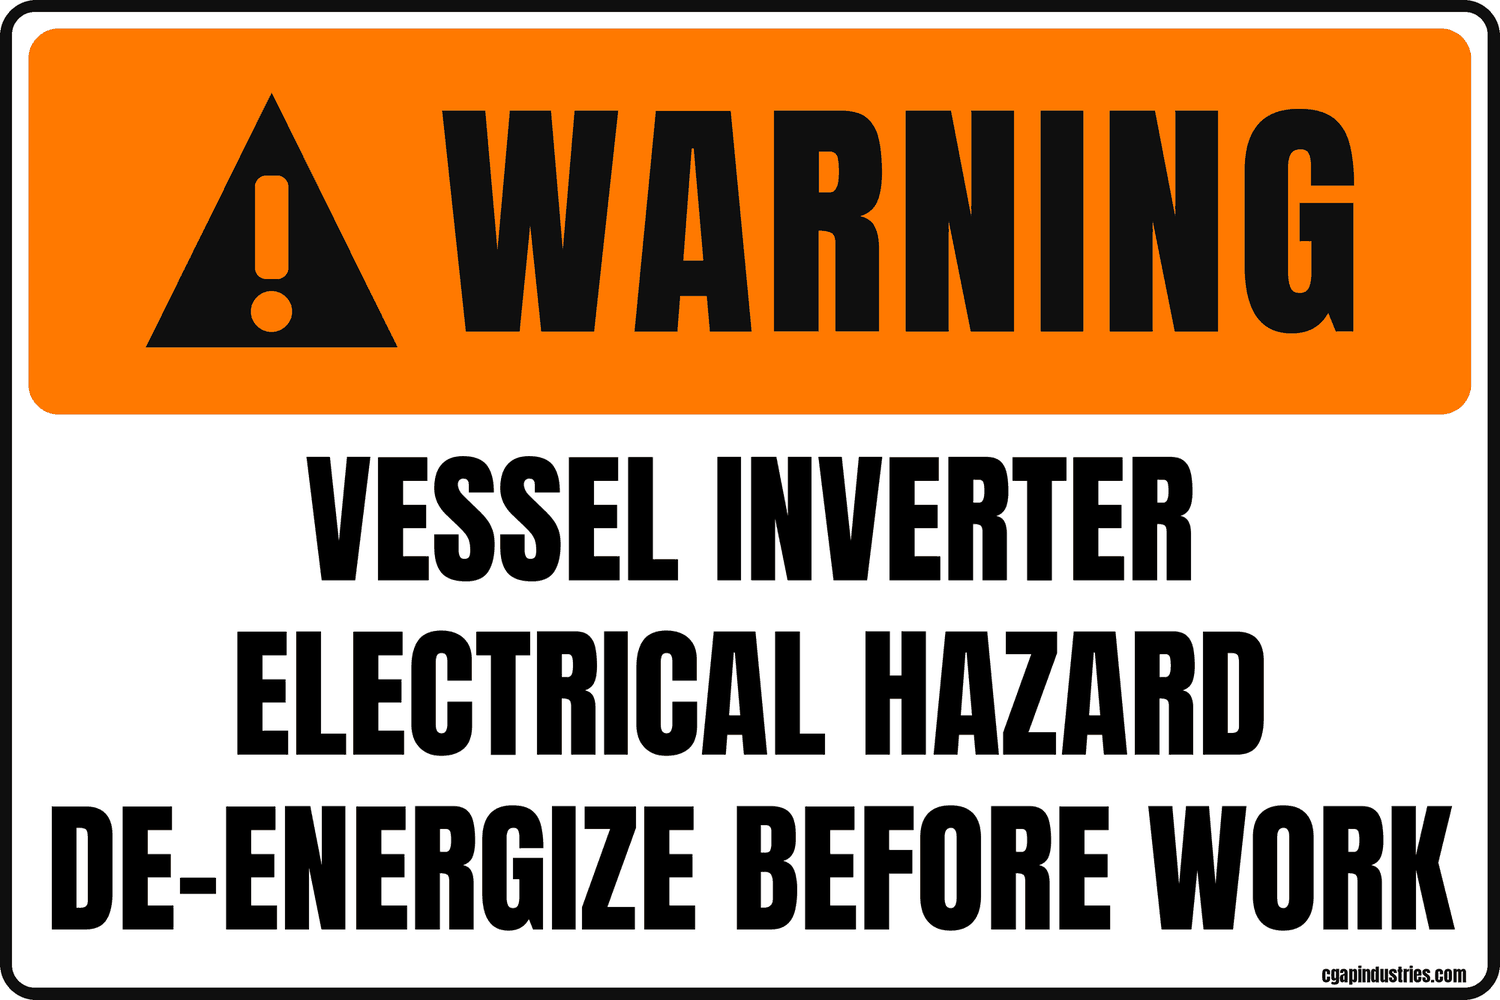 WARNING
VESSEL INVERTER
ELECTRICAL HAZARD
DE-ENERGIZE BEFORE WORK
cgapindustries.com